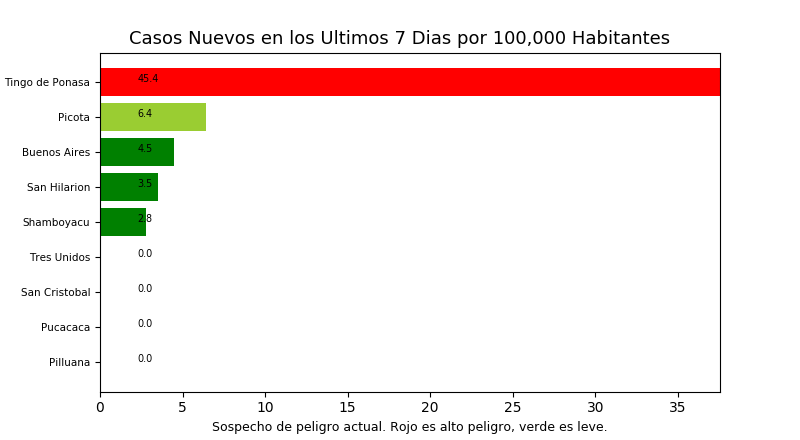 Casos Nuevos en los Ultimos 7 Dias por 100,000 Habitantes
Tingo de Ponasa 45.4
Picota 6.4
Buenos Aires 4.5
San Hilarion 3.5
Shamboyacu 2.8
Tres Unidos 0.0
San Cristobal 0.0
Pucacaca 0.0
Pilluana 0.0
0 5 10 15 20 25 30 35
Sospecho de peligro actual. Rojo es alto peligro, verde es leve.